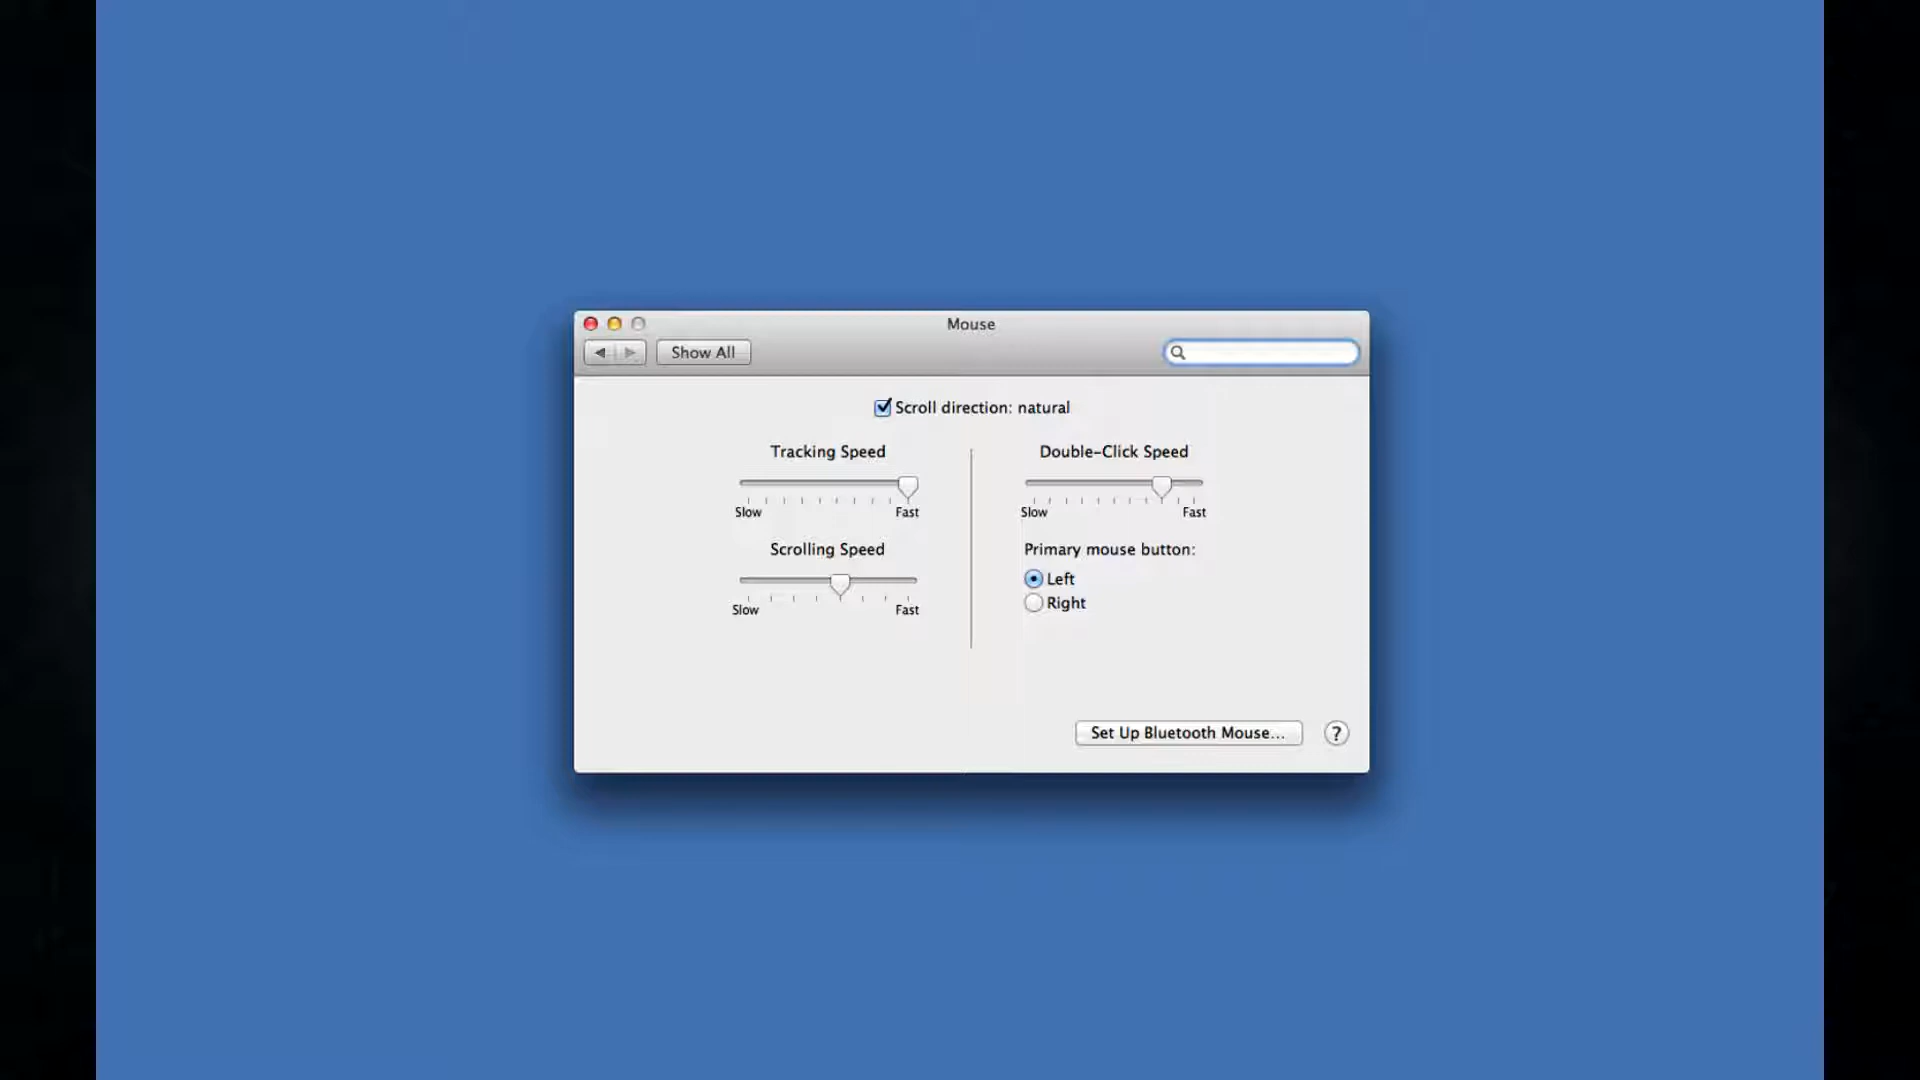 Mouse
Show All
Scroll direction: natural
Tracking Speed
Slow Fast
Scrolling Speed
Slow Fast
Double-Click Speed
Slow Fast
Primary mouse button:
Left
Right
Set Up Bluetooth Mouse...
?